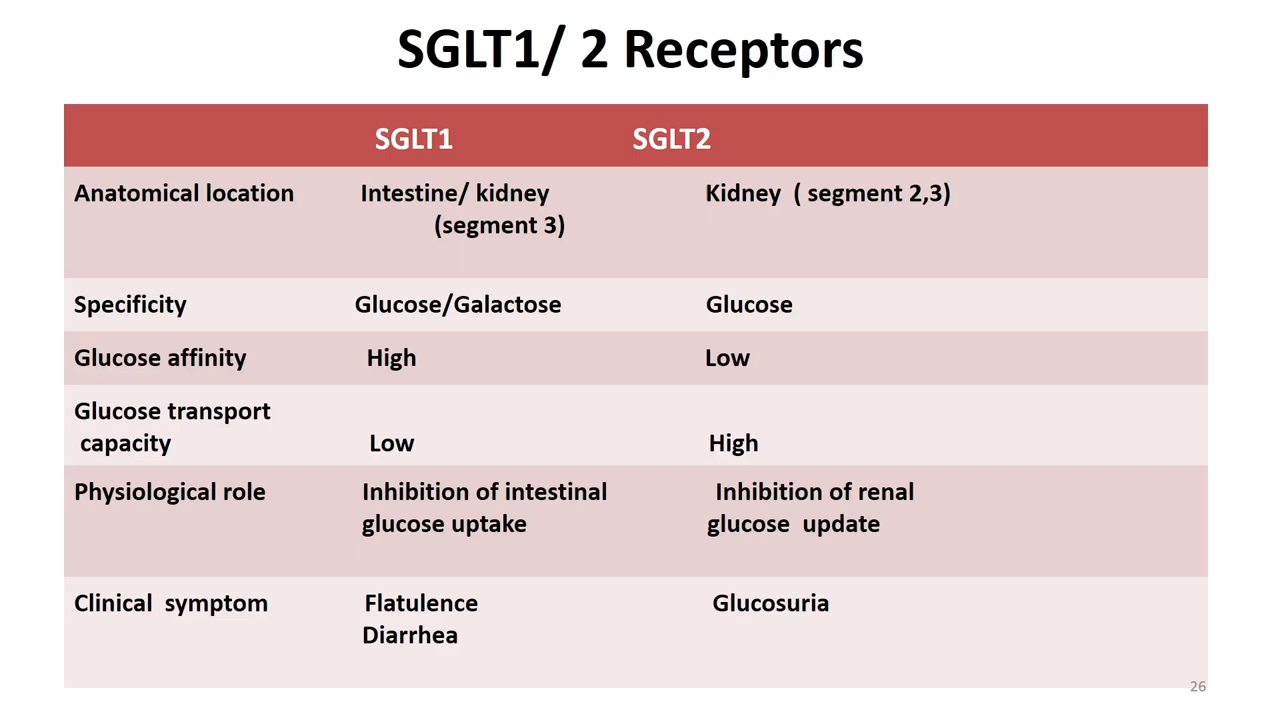 SGLT1/ 2 Receptors
SGLT1 SGLT2
Anatomical location Intestine/ kidney Kidney ( segment 2,3)
(segment 3)
Specificity Glucose/Galactose Glucose
Glucose affinity High Low
Glucose transport
capacity Low High
Physiological role Inhibition of intestinal Inhibition of renal
glucose uptake glucose update
Clinical symptom Flatulence Glucosuria
Diarrhea
26